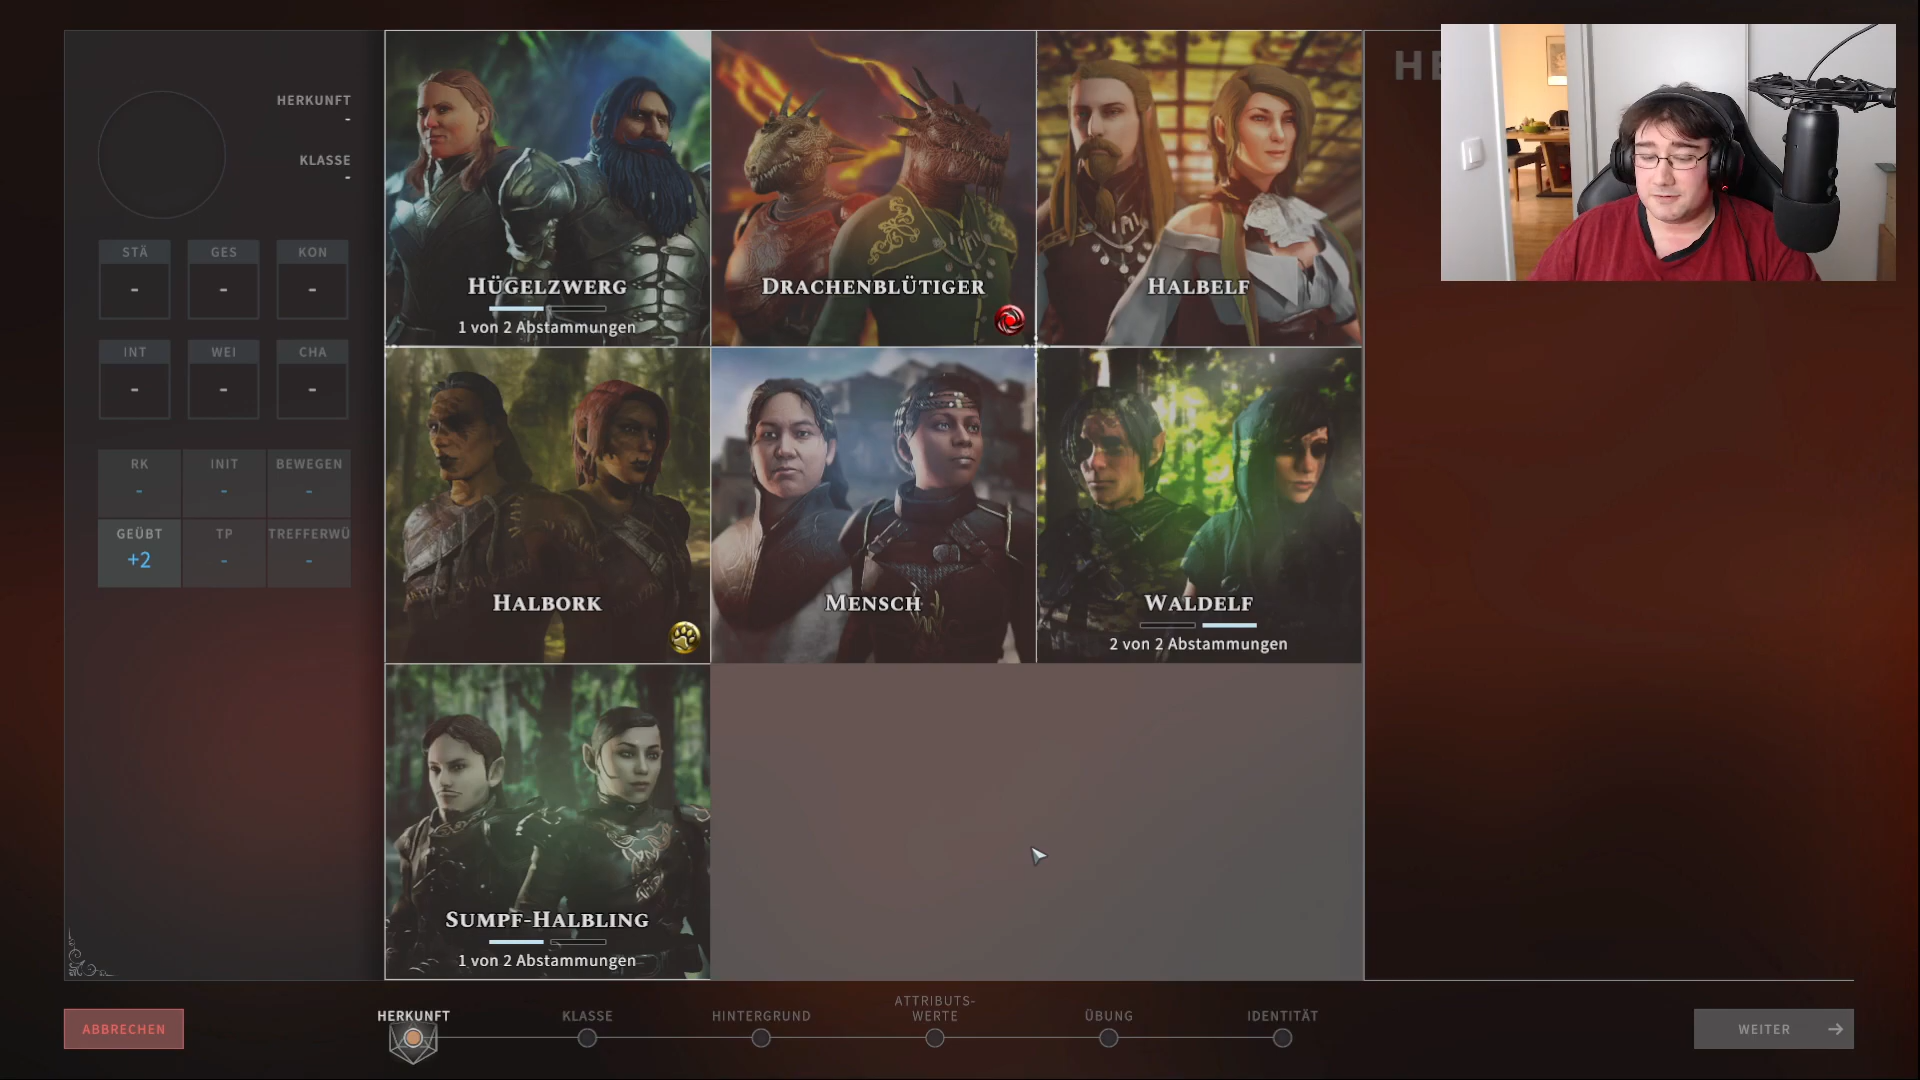 HERKUNFT
-
KLASSE
-
STÄ
GES
KON
-
-
-
INT
WEI
CHA
-
-
-
RK
INIT
BEWEGEN
-
-
-
GEÜBT
TP
TREFFERWÜ
+2
-
-
HÜGELZWERG
1 von 2 Abstammungen
DRACHENBLÜTIGER
HALBELF
HALBORK
MENSCH
WALDELF
2 von 2 Abstammungen
SUMPF-HALBLING
1 von 2 Abstammungen
HE
ABBRECHEN
HERKUNFT
KLASSE
HINTERGRUND
ATTRIBUTS-
WERTE
ÜBUNG
IDENTITÄT
WEITER